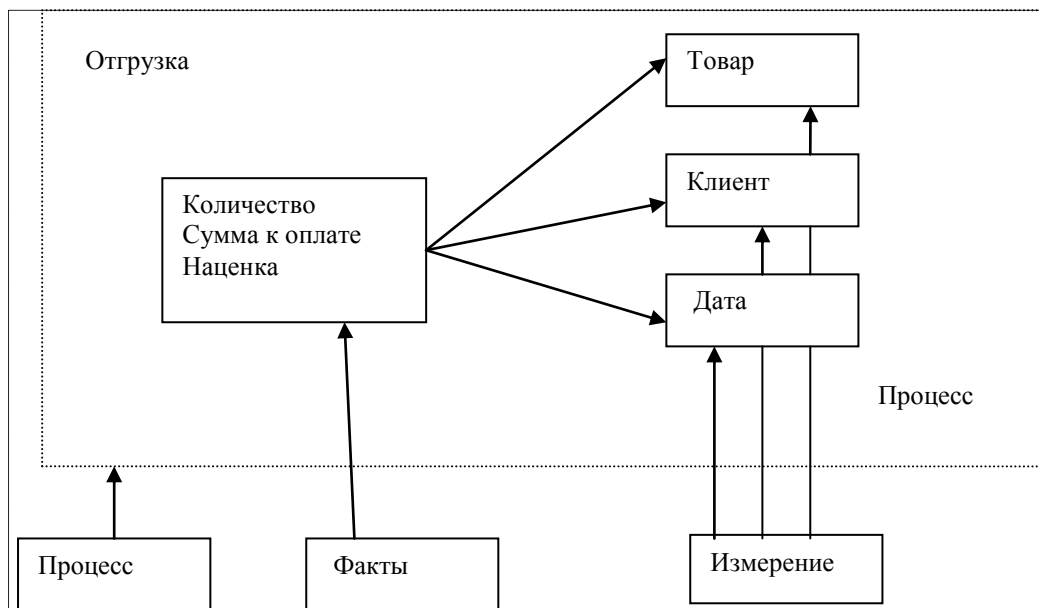 Отгрузка
Товар
Клиент
Количество
Сумма к оплате
Наценка
Дата
Процесс
Процесс
Факты
Измерение